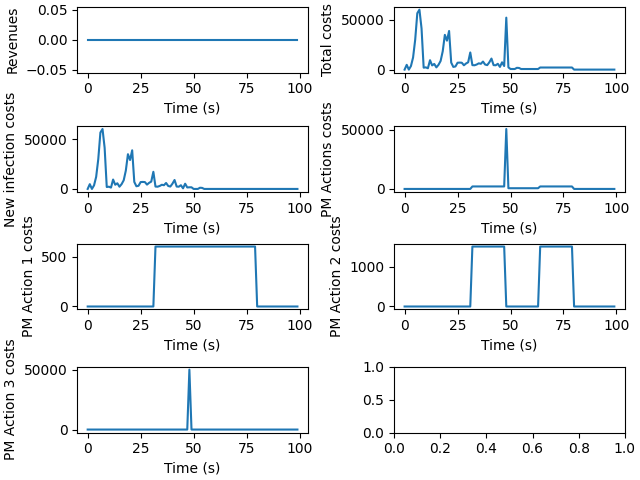 Revenues
0.05
0.00
−0.05
0 25 50 75 100
Time (s)
Total costs
50000
0
0 25 50 75 100
Time (s)
New infection costs
50000
0
0 25 50 75 100
Time (s)
PM Actions costs
50000
0
0 25 50 75 100
Time (s)
PM Action 1 costs
500
0
0 25 50 75 100
Time (s)
PM Action 2 costs
1000
0
0 25 50 75 100
Time (s)
PM Action 3 costs
50000
0
0 25 50 75 100
Time (s)
1.0
0.5
0.0
0.0 0.2 0.4 0.6 0.8 1.0